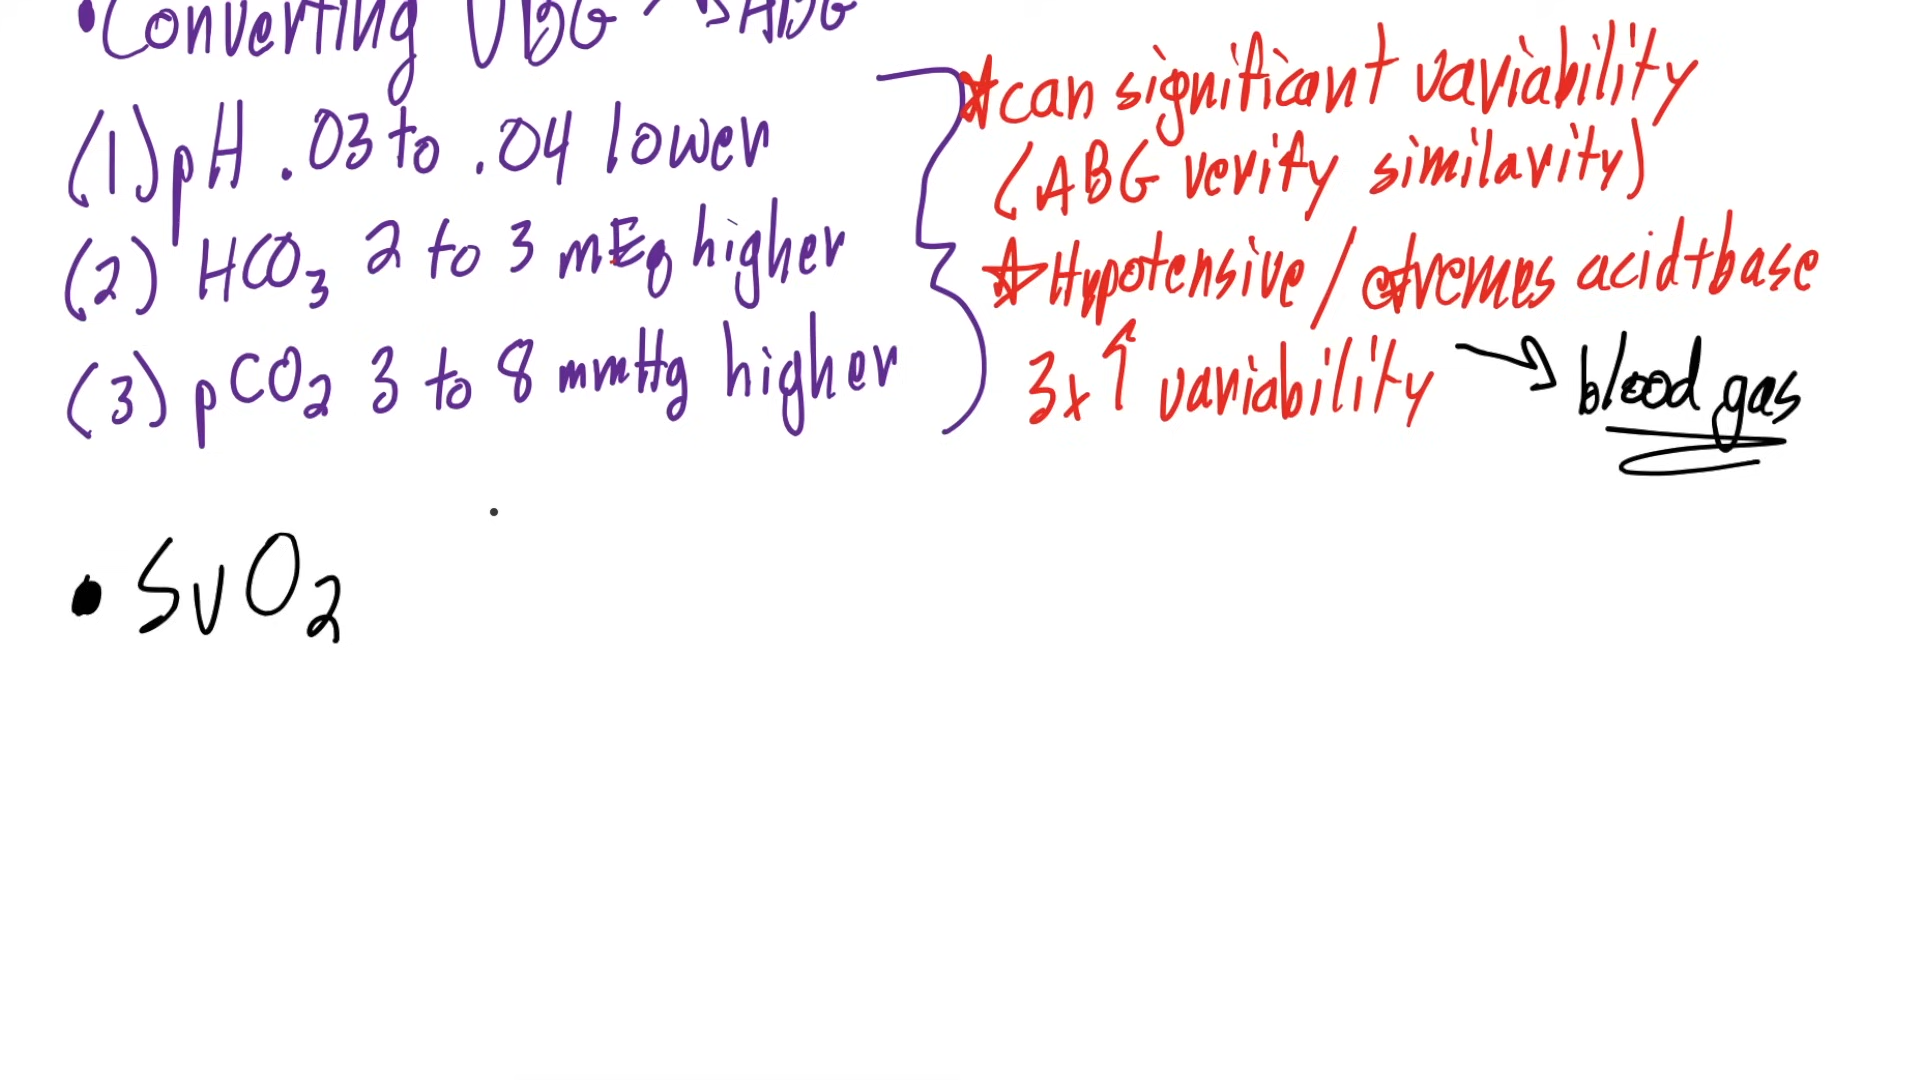 •Converting VBG → ABG
(1) pH .03 to .04 lower
(2) HCO₃ 2 to 3 mEq higher
(3) pCO₂ 3 to 8 mmHg higher
☆can significant variability
(ABG verify similarity)
☆Hypotensive / extremes acid+base
3x↑ variability → blood gas
• SvO₂